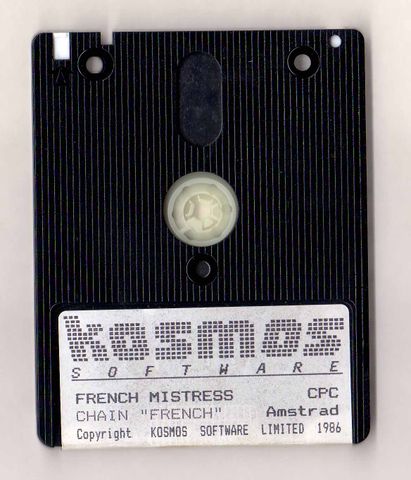 kosmos
SOFTWARE
FRENCH MISTRESS CPC
CHAIN "FRENCH" Amstrad
Copyright KOSMOS SOFTWARE LIMITED 1986